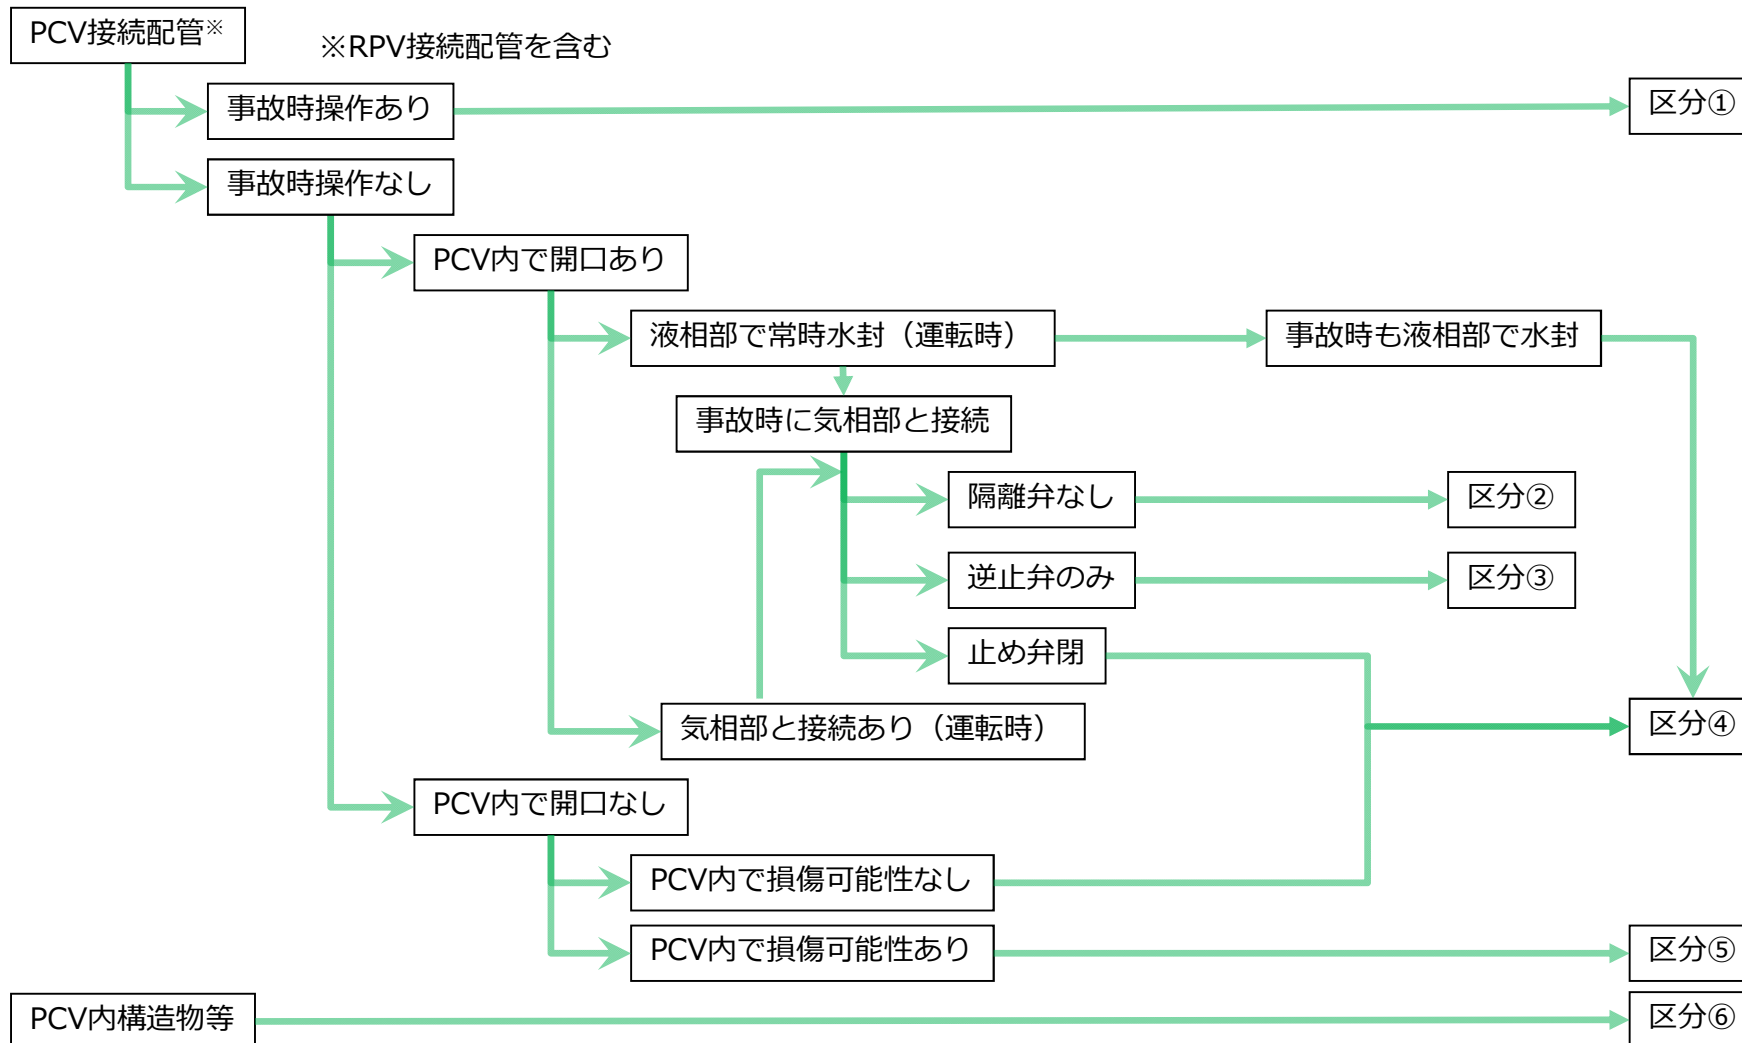 PCV接続配管※
※RPV接続配管を含む
事故時操作あり
区分①
事故時操作なし
PCV内で開口あり
液相部で常時水封（運転時）
事故時も液相部で水封
事故時に気相部と接続
隔離弁なし
区分②
逆止弁のみ
区分③
止め弁閉
気相部と接続あり（運転時）
区分④
PCV内で開口なし
PCV内で損傷可能性なし
PCV内で損傷可能性あり
区分⑤
PCV内構造物等
区分⑥